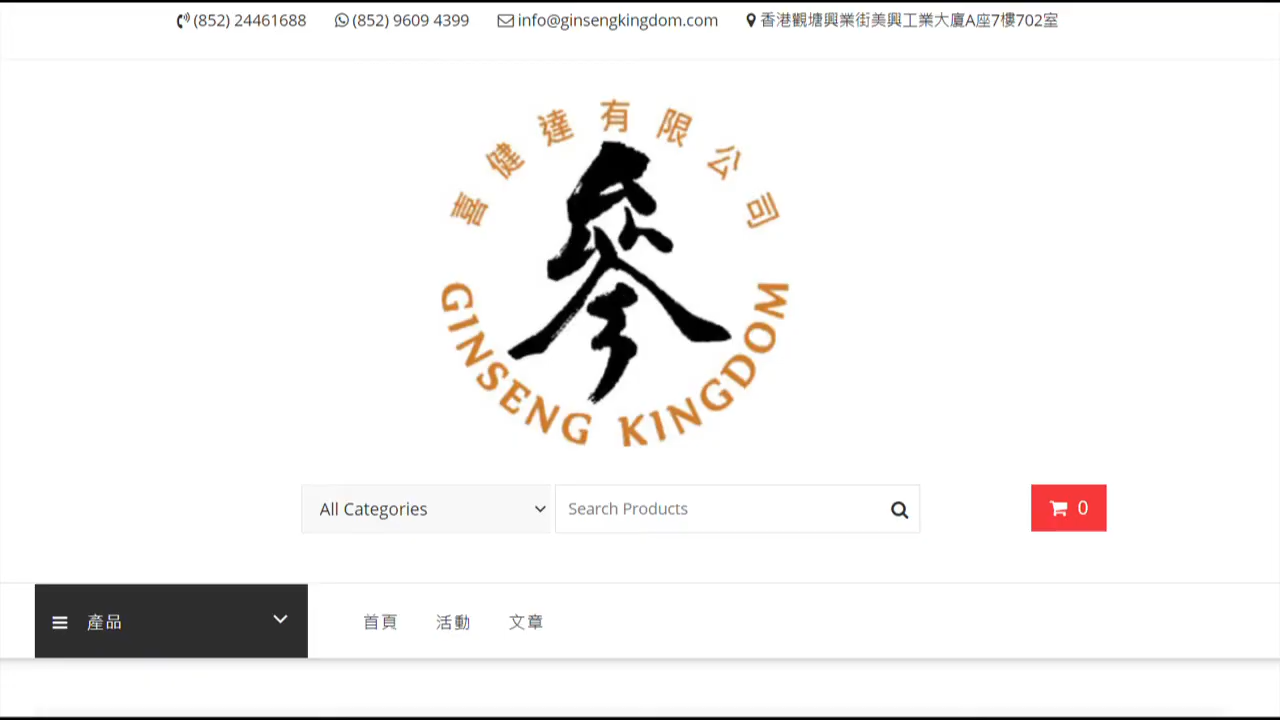 (852) 24461688 (852) 9609 4399 info@ginsengkingdom.com 香港觀塘興業街美興工業大廈A座7樓702室
喜健達有限公司
參
GINSENG KINGDOM
All Categories Search Products 0
產品 首頁 活動 文章